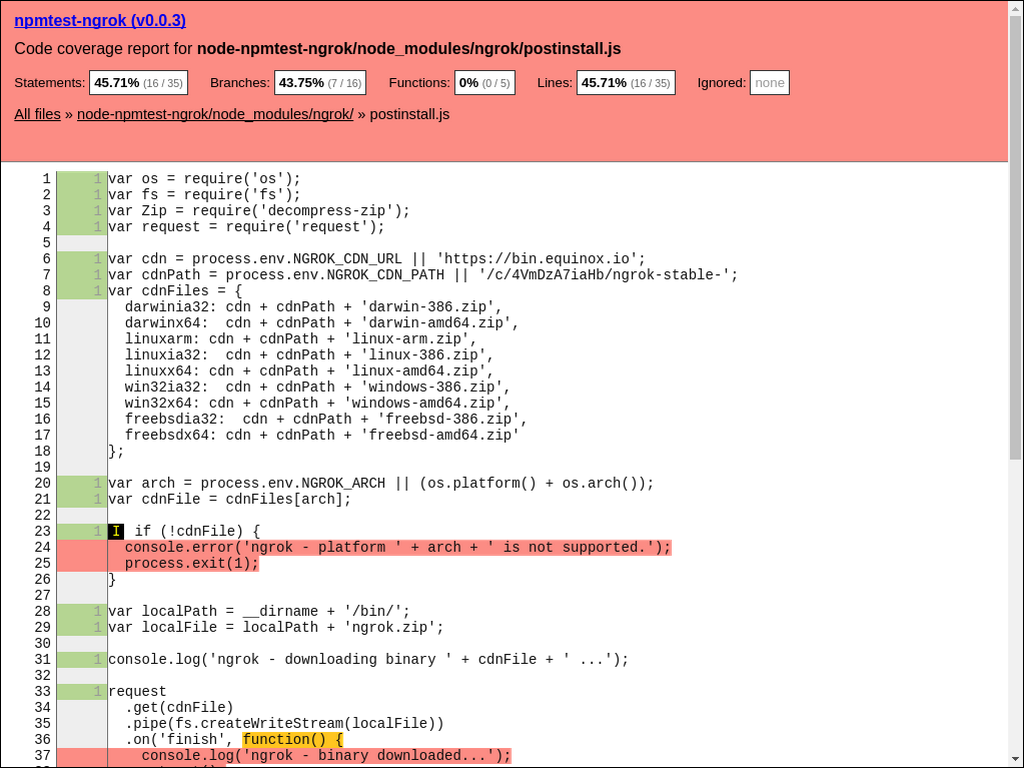 npmtest-ngrok (v0.0.3)
Code coverage report for node-npmtest-ngrok/node_modules/ngrok/postinstall.js
Statements: 45.71% (16 / 35) Branches: 43.75% (7 / 16) Functions: 0% (0 / 5) Lines: 45.71% (16 / 35) Ignored: none
All files » node-npmtest-ngrok/node_modules/ngrok/ » postinstall.js
1 1 var os = require('os');
2 1 var fs = require('fs');
3 1 var Zip = require('decompress-zip');
4 1 var request = require('request');
5
6 1 var cdn = process.env.NGROK_CDN_URL || 'https://bin.equinox.io';
7 1 var cdnPath = process.env.NGROK_CDN_PATH || '/c/4VmDzA7iaHb/ngrok-stable-';
8 1 var cdnFiles = {
9   darwinia32: cdn + cdnPath + 'darwin-386.zip',
10   darwinx64:  cdn + cdnPath + 'darwin-amd64.zip',
11   linuxarm: cdn + cdnPath + 'linux-arm.zip',
12   linuxia32:  cdn + cdnPath + 'linux-386.zip',
13   linuxx64: cdn + cdnPath + 'linux-amd64.zip',
14   win32ia32:  cdn + cdnPath + 'windows-386.zip',
15   win32x64: cdn + cdnPath + 'windows-amd64.zip',
16   freebsdia32:  cdn + cdnPath + 'freebsd-386.zip',
17   freebsdx64: cdn + cdnPath + 'freebsd-amd64.zip'
18 };
19
20 1 var arch = process.env.NGROK_ARCH || (os.platform() + os.arch());
21 1 var cdnFile = cdnFiles[arch];
22
23 1 I if (!cdnFile) {
24   console.error('ngrok - platform ' + arch + ' is not supported.');
25   process.exit(1);
26 }
27
28 1 var localPath = __dirname + '/bin/';
29 1 var localFile = localPath + 'ngrok.zip';
30
31 1 console.log('ngrok - downloading binary ' + cdnFile + ' ...');
32
33 1 request
34   .get(cdnFile)
35   .pipe(fs.createWriteStream(localFile))
36   .on('finish', function() {
37     console.log('ngrok - binary downloaded...');